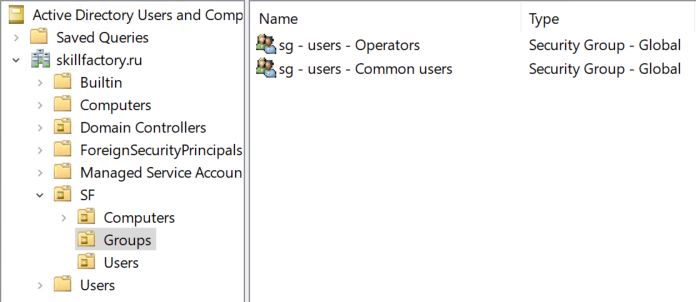 Active Directory Users and Comp
Saved Queries
skillfactory.ru
Builtin
Computers
Domain Controllers
ForeignSecurityPrincipals
Managed Service Accoun
SF
Computers
Groups
Users
Users
Name Type
sg - users - Operators Security Group - Global
sg - users - Common users Security Group - Global